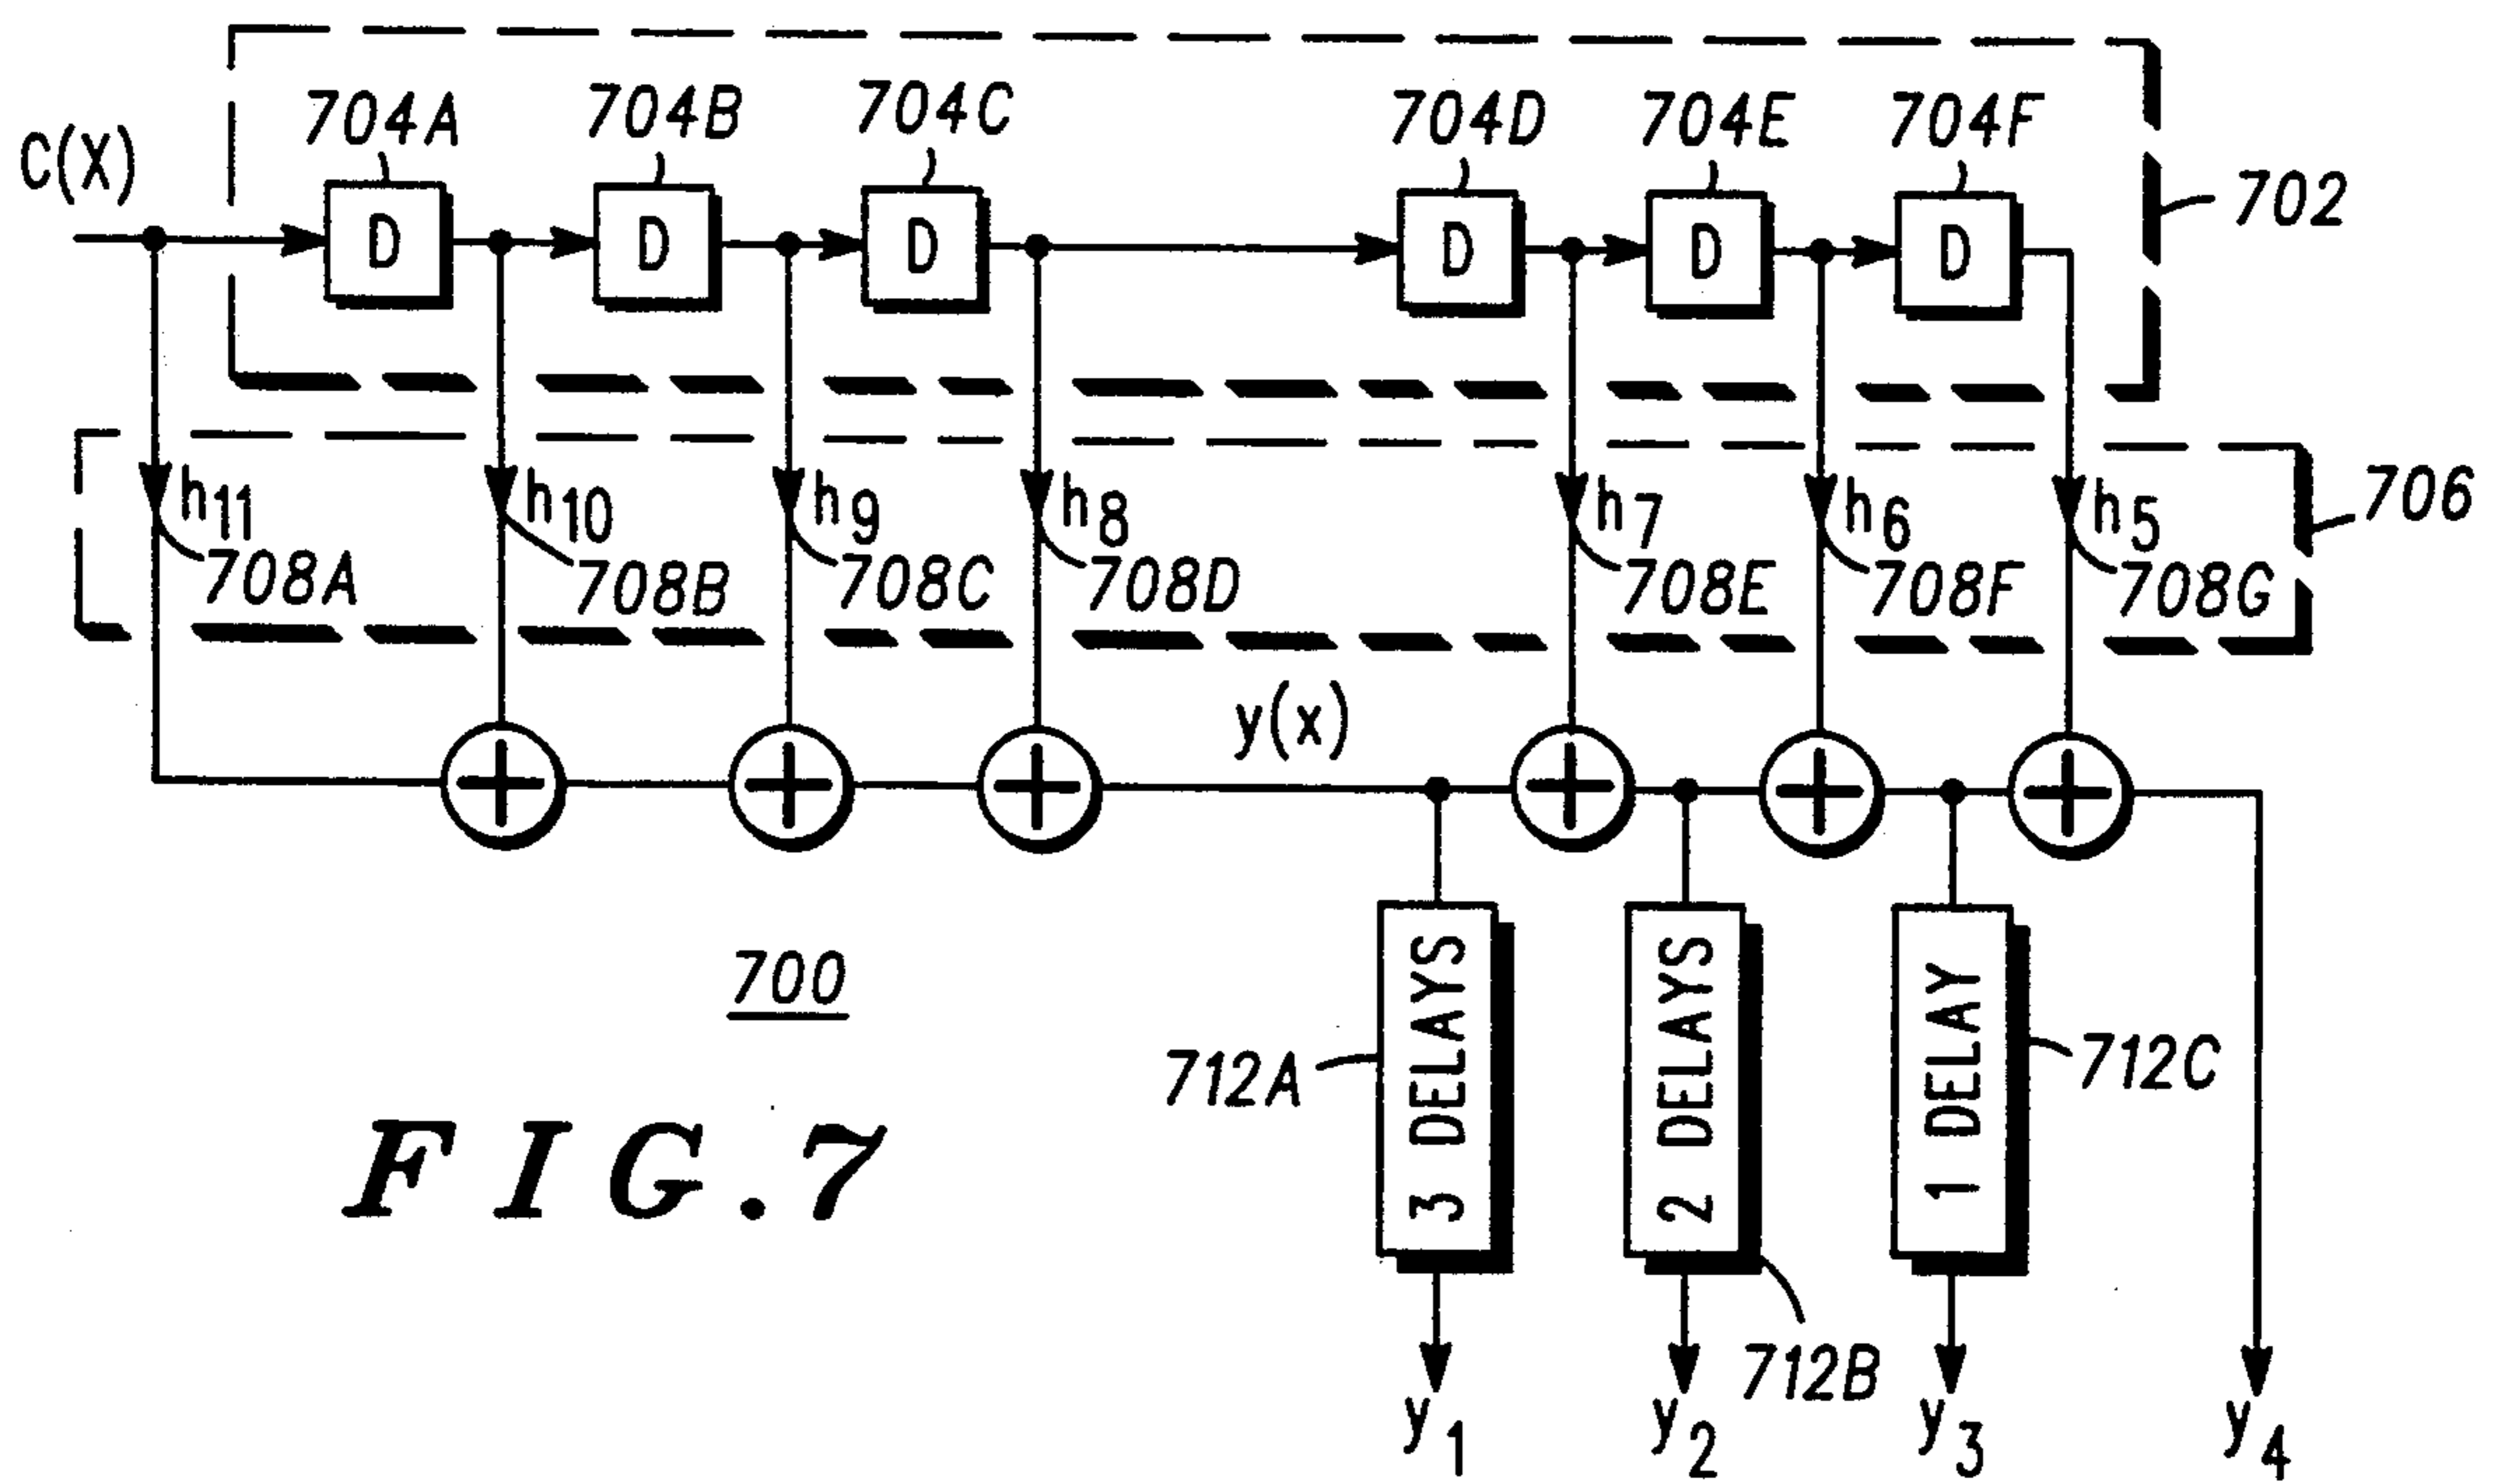 704A 704B 704C 704D 704E 704F
C(X)
D D D D D D
702
h11 h10 h9 h8 h7 h6 h5
706
708A 708B 708C 708D 708E 708F 708G
y(x)
+ + + + + +
700
3 DELAYS
2 DELAYS
1 DELAY
712A
712C
FIG.7
712B
y1 y2 y3 y4